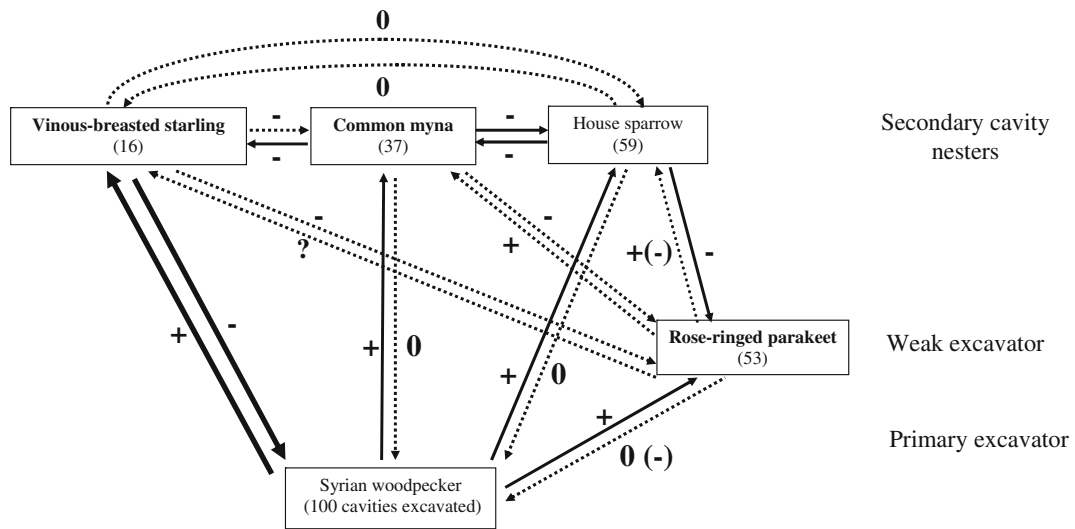 0
0
Vinous-breasted starling
(16)
-
-
Common myna
(37)
-
-
House sparrow
(59)
Secondary cavity
nesters
-
?
-
+
+(-)
-
+
-
+
0
+
0
Rose-ringed parakeet
(53)
Weak excavator
+
0 (-)
Primary excavator
Syrian woodpecker
(100 cavities excavated)